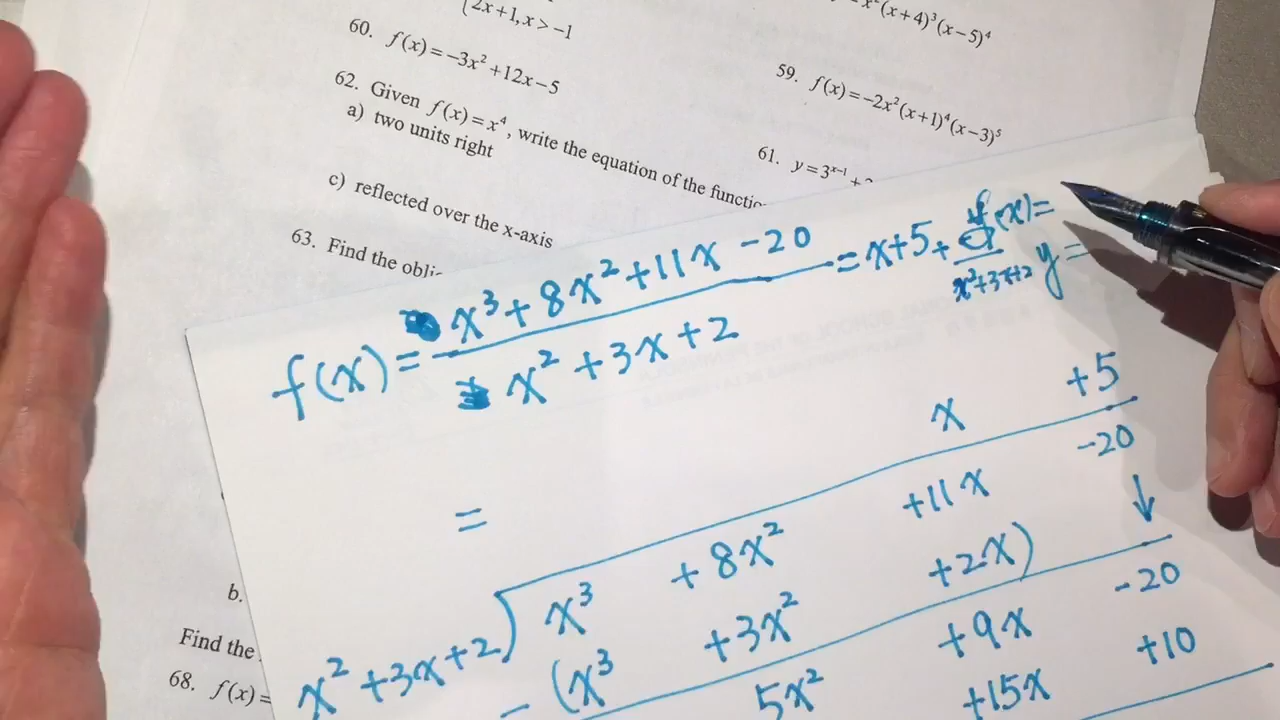 2x+1, x > -1
x²(x+4)³(x-5)⁴
60. f(x) = -3x² +12x-5
59. f(x) = -2x²(x+1)⁴(x-3)⁵
62. Given f(x) = x⁴, write the equation of the
a) two units right
61. y = 3ˣ⁻¹ +
c) reflected over the x-axis
63. Find the
f(x) = x³ + 8x² + 11x - 20 = x+5 +
x² + 3x + 2
x²+3x+2
f(x) =
y =
x +5
=
x² +3x +2 ) x³ + 8x² +11x -20
- (x³ +3x² +2x) ↓
5x² +9x -20
+15x +10
b.
Find the
68. f(x) =